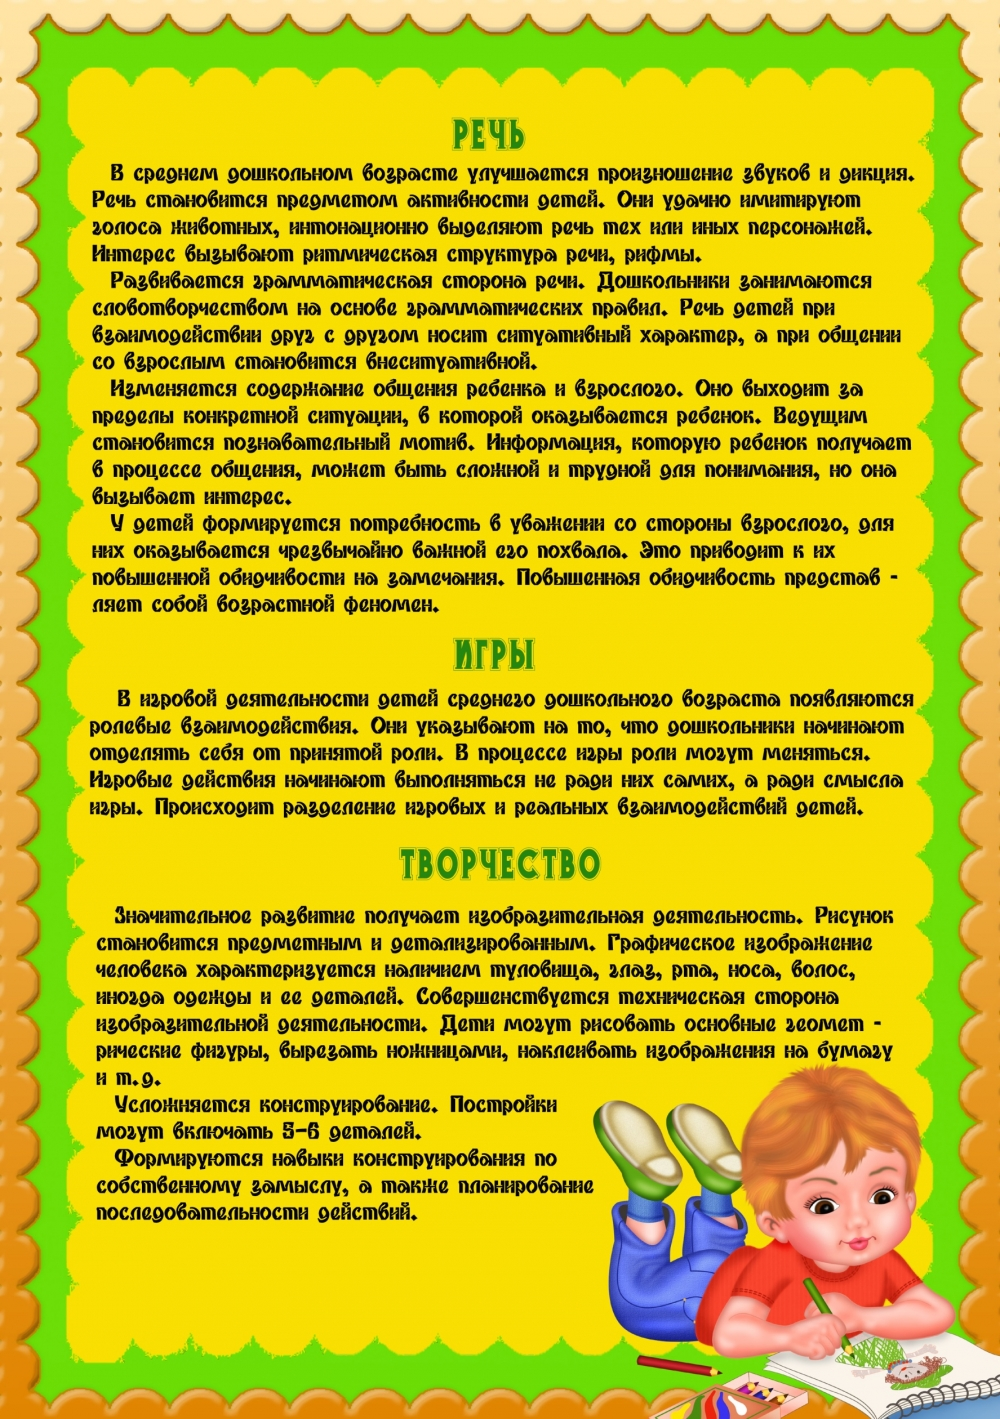 РЕЧЬ
В среднем дошкольном возрасте улучшается произношение звуков и дикция.
Речь становится предметом активности детей. Они удачно имитируют
голоса животных, интонационно выделяют речь тех или иных персонажей.
Интерес вызывают ритмическая структура речи, рифмы.
Развивается грамматическая сторона речи. Дошкольники занимаются
словотворчеством на основе грамматических правил. Речь детей при
взаимодействии друг с другом носит ситуативный характер, а при общении
со взрослым становится внеситуативной.
Изменяется содержание общения ребенка и взрослого. Оно выходит за
пределы конкретной ситуации, в которой оказывается ребенок. Ведущим
становится познавательный мотив. Информация, которую ребенок получает
в процессе общения, может быть сложной и трудной для понимания, но она
вызывает интерес.
У детей формируется потребность в уважении со стороны взрослого, для
них оказывается чрезвычайно важной его похвала. Это приводит к их
повышенной обидчивости на замечания. Повышенная обидчивость представ -
ляет собой возрастной феномен.
ИГРЫ
В игровой деятельности детей среднего дошкольного возраста появляются
ролевые взаимодействия. Они указывают на то, что дошкольники начинают
отделять себя от принятой роли. В процессе игры роли могут меняться.
Игровые действия начинают выполняться не ради них самих, а ради смысла
игры. Происходит разделение игровых и реальных взаимодействий детей.
ТВОРЧЕСТВО
Значительное развитие получает изобразительная деятельность. Рисунок
становится предметным и детализированным. Графическое изображение
человека характеризуется наличием туловища, глаз, рта, носа, волос,
иногда одежды и ее деталей. Совершенствуется техническая сторона
изобразительной деятельности. Дети могут рисовать основные геомет -
рические фигуры, вырезать ножницами, наклеивать изображения на бумагу
и т.д.
Усложняется конструирование. Постройки
могут включать 5-6 деталей.
Формируются навыки конструирования по
собственному замыслу, а также планирование
последовательности действий.